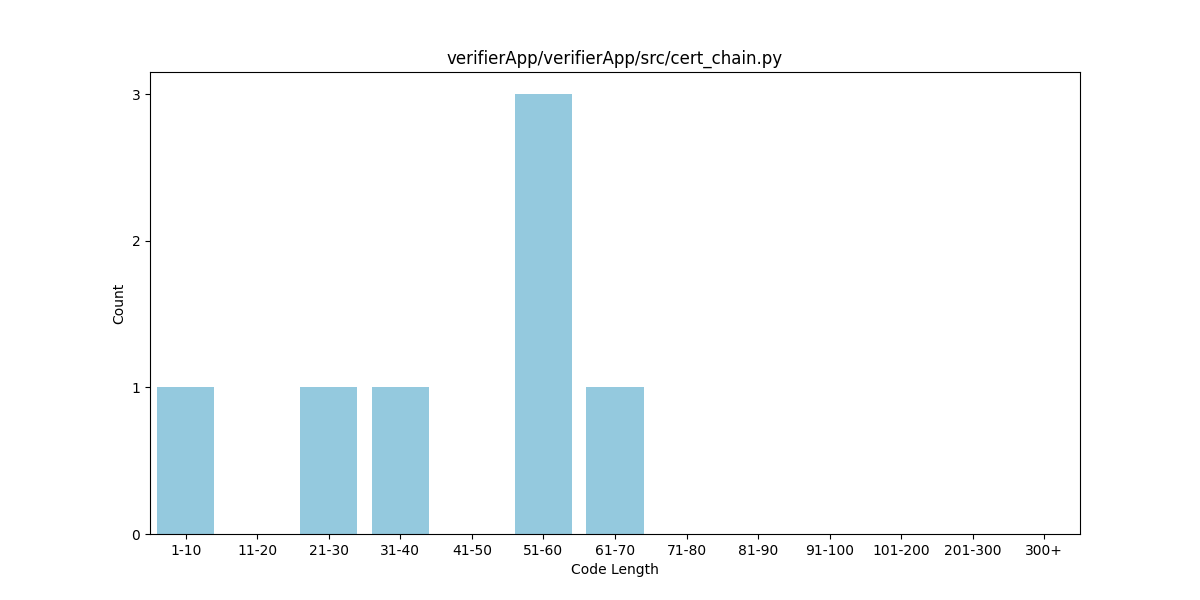 verifierApp/verifierApp/src/cert_chain.py
Count
3
2
1
0
1-10 11-20 21-30 31-40 41-50 51-60 61-70 71-80 81-90 91-100 101-200 201-300 300+
Code Length